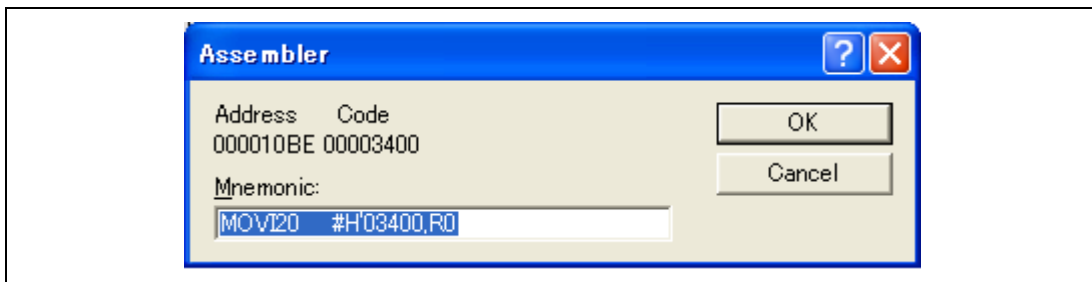 Assembler
Address Code
000010BE 00003400
OK
Mnemonic:
Cancel
MOVI20 #H'03400,R0